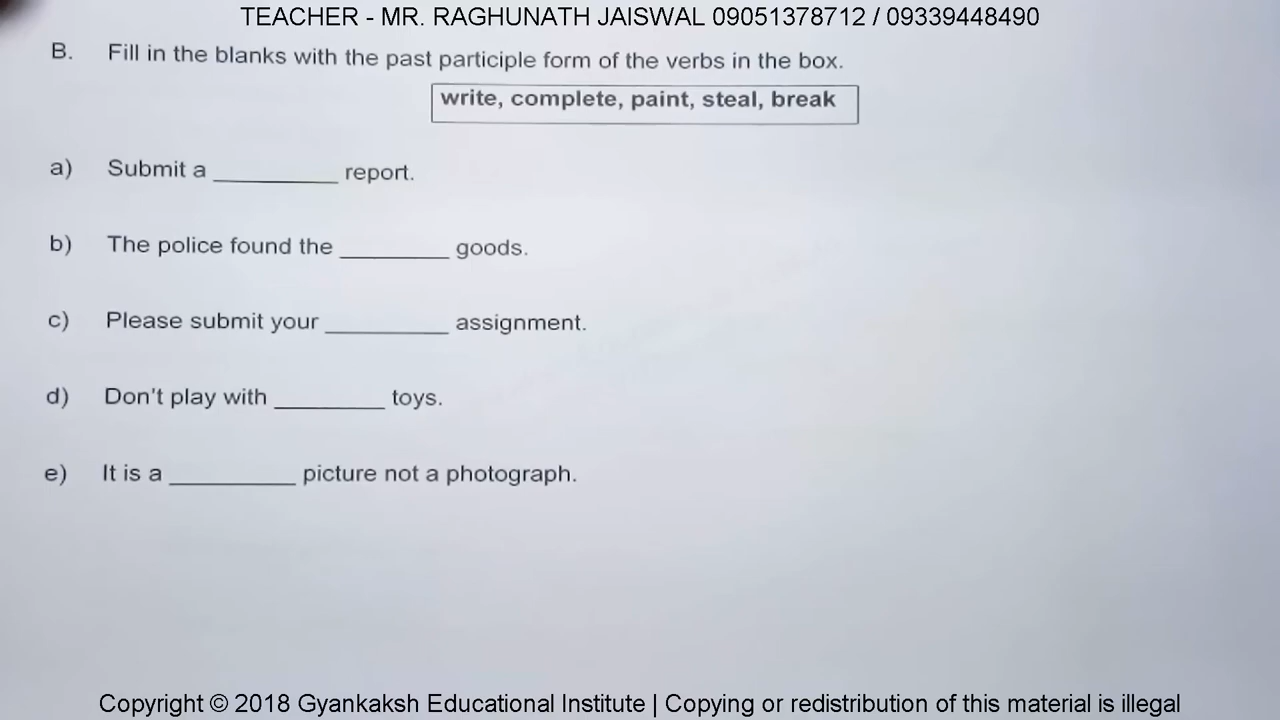 TEACHER - MR. RAGHUNATH JAISWAL 09051378712 / 09339448490
B. Fill in the blanks with the past participle form of the verbs in the box.
write, complete, paint, steal, break
a) Submit a __________ report.
b) The police found the _________ goods.
c) Please submit your __________ assignment.
d) Don't play with _________ toys.
e) It is a __________ picture not a photograph.
Copyright © 2018 Gyankaksh Educational Institute | Copying or redistribution of this material is illegal